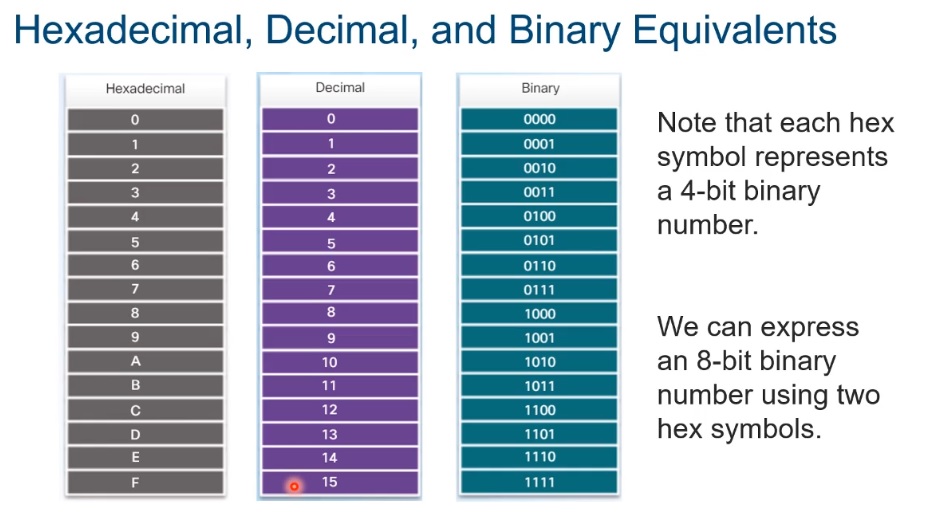 Hexadecimal, Decimal, and Binary Equivalents
Hexadecimal Decimal Binary
0 0 0000
1 1 0001
2 2 0010
3 3 0011
4 4 0100
5 5 0101
6 6 0110
7 7 0111
8 8 1000
9 9 1001
A 10 1010
B 11 1011
C 12 1100
D 13 1101
E 14 1110
F 15 1111
Note that each hex
symbol represents
a 4-bit binary
number.
We can express
an 8-bit binary
number using two
hex symbols.